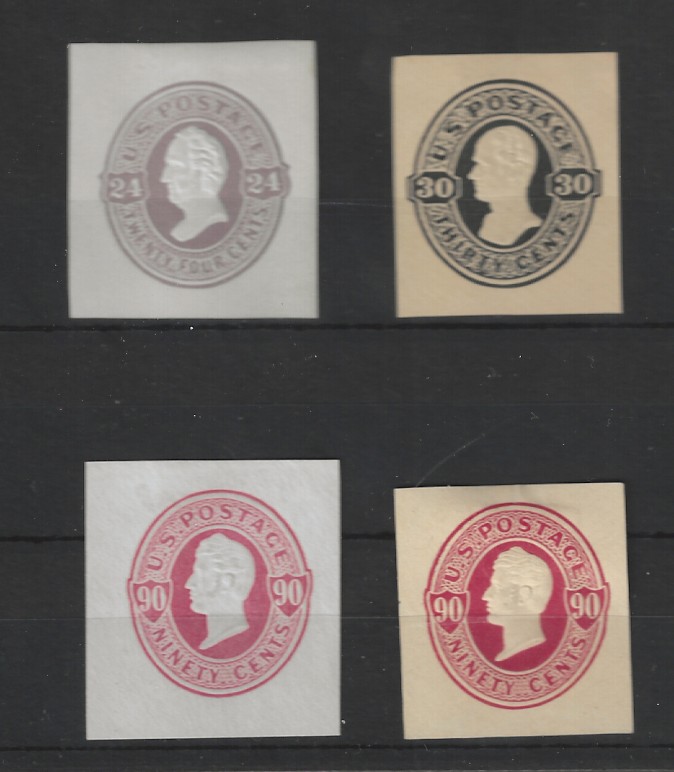 U.S. POSTAGE
24 24
TWENTY FOUR CENTS
U.S. POSTAGE
30 30
THIRTY CENTS
U.S. POSTAGE
90 90
NINETY CENTS
U.S. POSTAGE
90 90
NINETY CENTS